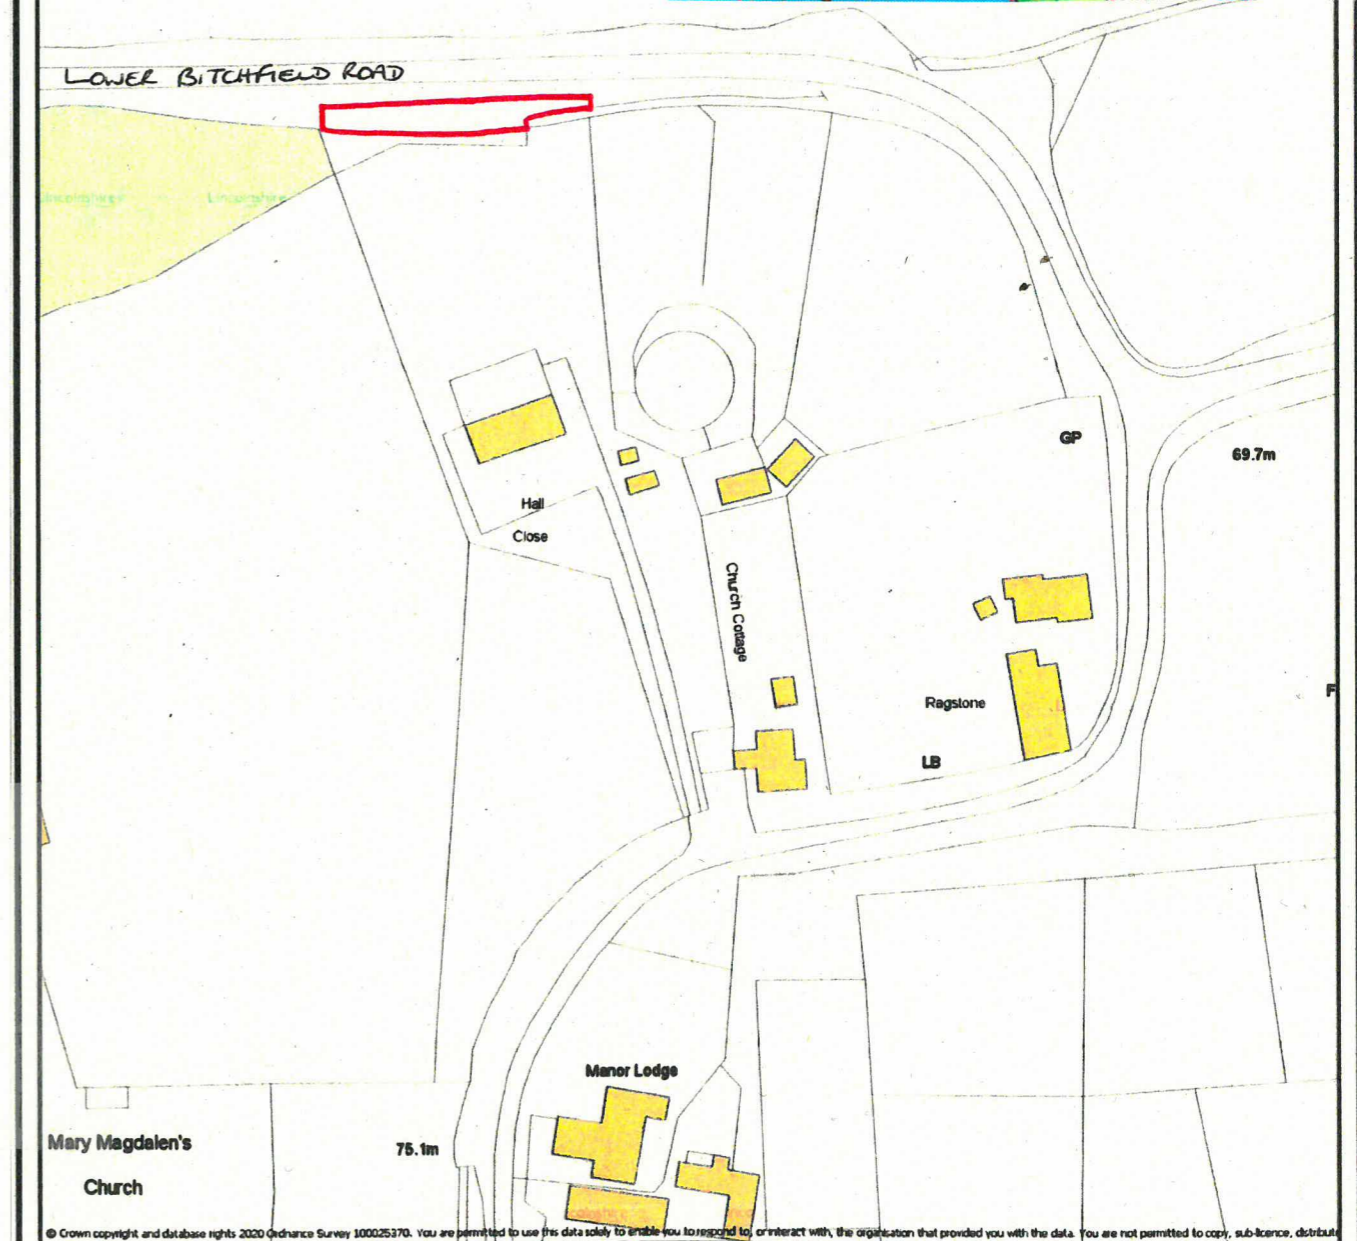 LOWER BITCHFIELD ROAD
Lincolnshire
GP
69.7m
Hall
Close
Church Cottage
Ragstone
LB
F
Manor Lodge
Mary Magdalen's
Church
75.1m
© Crown copyright and database rights 2020 Ordnance Survey 100025370. You are permitted to use this data solely to enable you to respond to, or interact with, the organisation that provided you with the data. You are not permitted to copy, sub-licence, distribut